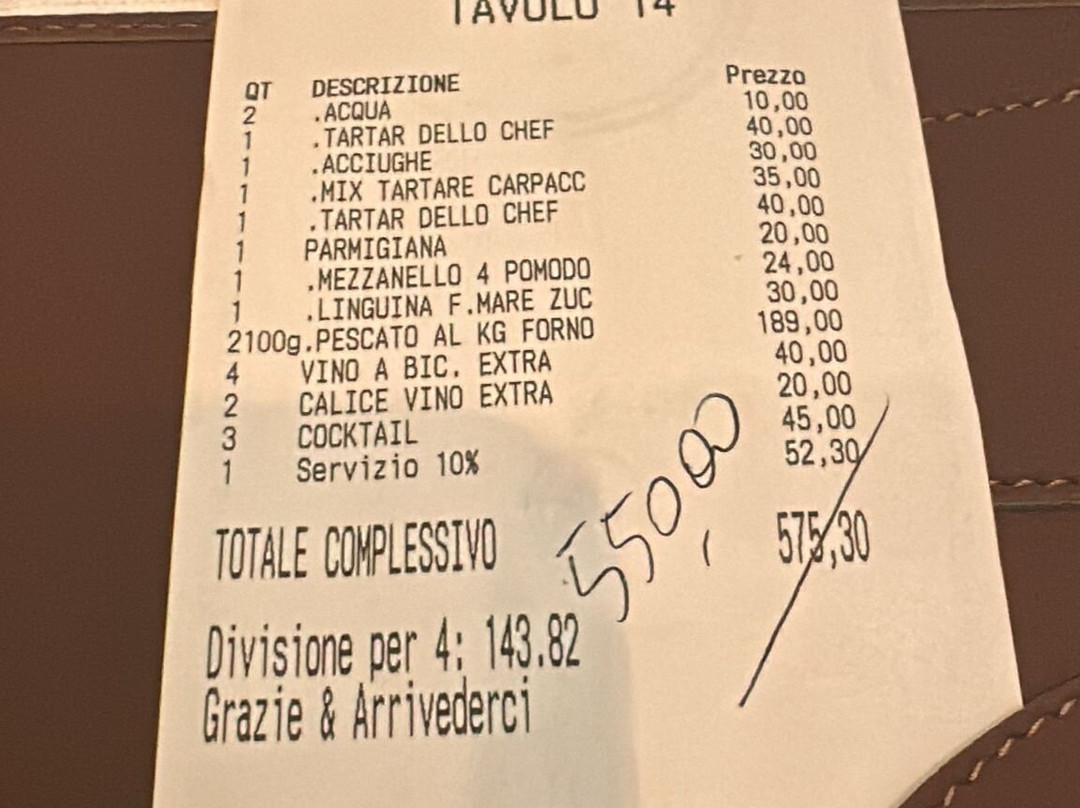 TAVOLO 14
QT DESCRIZIONE Prezzo
2 .ACQUA 10,00
1 .TARTAR DELLO CHEF 40,00
1 .ACCIUGHE 30,00
1 .MIX TARTARE CARPACC 35,00
1 .TARTAR DELLO CHEF 40,00
1 PARMIGIANA 20,00
1 .MEZZANELLO 4 POMODO 24,00
1 .LINGUINA F.MARE ZUC 30,00
2100g.PESCATO AL KG FORNO 189,00
4 VINO A BIC. EXTRA 40,00
2 CALICE VINO EXTRA 20,00
3 COCKTAIL 45,00
1 Servizio 10% 52,30
TOTALE COMPLESSIVO 575,30
550,00
Divisione per 4: 143.82
Grazie & Arrivederci